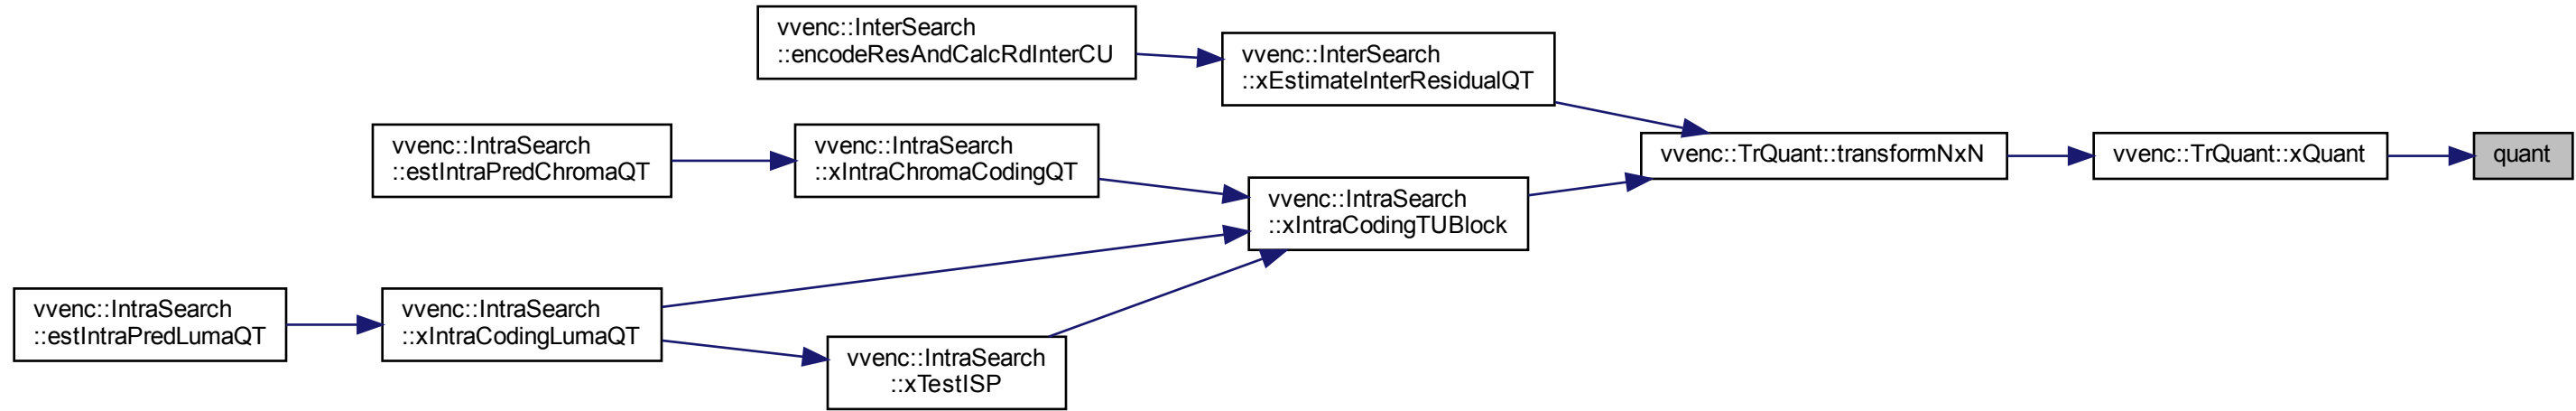 vvenc::InterSearch
::encodeResAndCalcRdInterCU
vvenc::InterSearch
::xEstimateInterResidualQT
vvenc::IntraSearch
::estIntraPredChromaQT
vvenc::IntraSearch
::xIntraChromaCodingQT
vvenc::TrQuant::transformNxN
vvenc::TrQuant::xQuant
quant
vvenc::IntraSearch
::xIntraCodingTUBlock
vvenc::IntraSearch
::estIntraPredLumaQT
vvenc::IntraSearch
::xIntraCodingLumaQT
vvenc::IntraSearch
::xTestISP